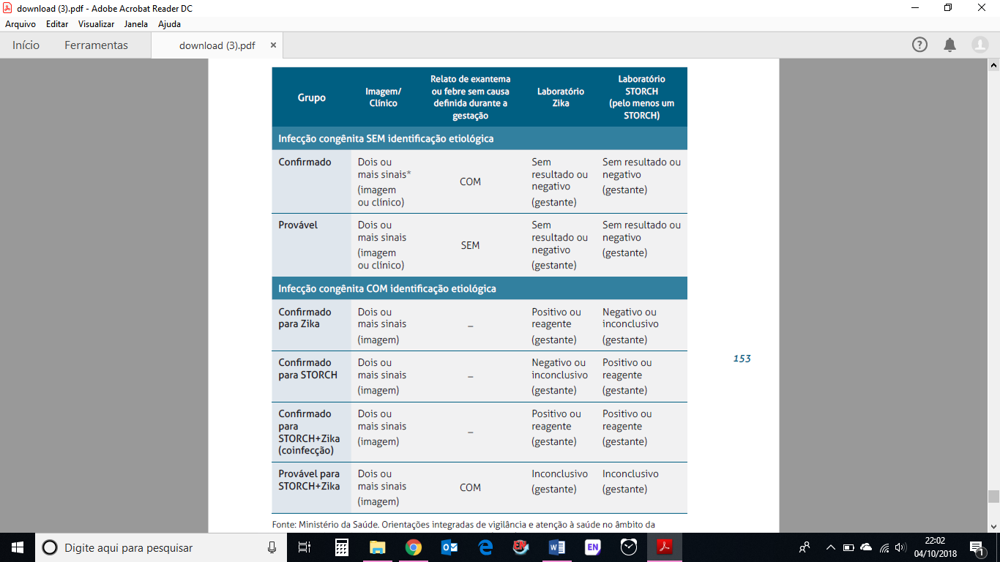 download (3).pdf - Adobe Acrobat Reader DC
Arquivo Editar Visualizar Janela Ajuda
Início Ferramentas download (3).pdf ×
Grupo
Imagem/
Clínico
Relato de exantema
ou febre sem causa
definida durante a
gestação
Laboratório
Zika
Laboratório
STORCH
(pelo menos um
STORCH)
Infecção congênita SEM identificação etiológica
Confirmado
Dois ou
mais sinais*
(imagem
ou clínico)
COM
Sem
resultado ou
negativo
(gestante)
Sem resultado ou
negativo
(gestante)
Provável
Dois ou
mais sinais
(imagem
ou clínico)
SEM
Sem
resultado ou
negativo
(gestante)
Sem resultado ou
negativo
(gestante)
Infecção congênita COM identificação etiológica
Confirmado
para Zika
Dois ou
mais sinais
(imagem)
–
Positivo ou
reagente
(gestante)
Negativo ou
inconclusivo
(gestante)
Confirmado
para STORCH
Dois ou
mais sinais
(imagem)
–
Negativo ou
inconclusivo
(gestante)
Positivo ou
reagente
(gestante)
Confirmado
para
STORCH+Zika
(coinfecção)
Dois ou
mais sinais
(imagem)
–
Positivo ou
reagente
(gestante)
Positivo ou
reagente
(gestante)
Provável para
STORCH+Zika
Dois ou
mais sinais
(imagem)
COM
Inconclusivo
(gestante)
Inconclusivo
(gestante)
153
Fonte: Ministério da Saúde. Orientações integradas de vigilância e atenção à saúde no âmbito da
Digite aqui para pesquisar
EN
22:02
04/10/2018
1